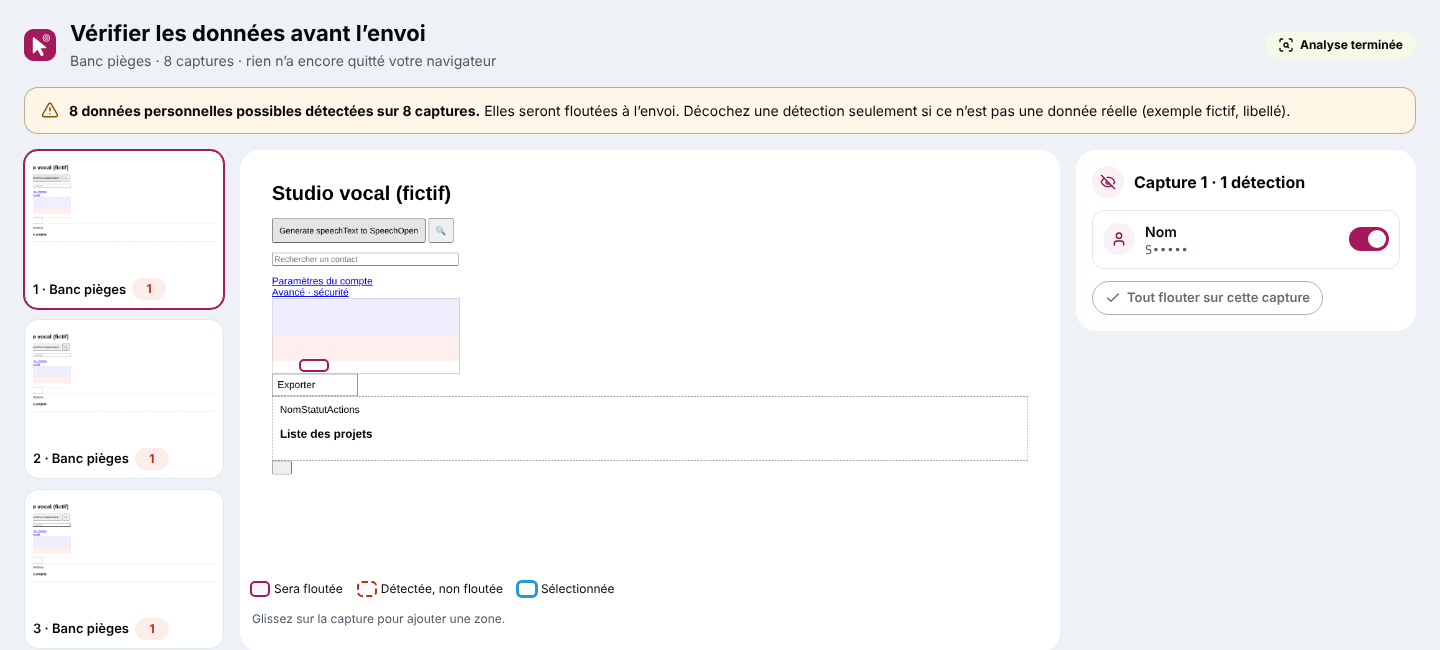 Vérifier les données avant l’envoi
Banc pièges · 8 captures · rien n’a encore quitté votre navigateur
Analyse terminée
8 données personnelles possibles détectées sur 8 captures. Elles seront floutées à l’envoi. Décochez une détection seulement si ce n’est pas une donnée réelle (exemple fictif, libellé).
o vocal (fictif)
1 · Banc pièges 1
o vocal (fictif)
2 · Banc pièges 1
o vocal (fictif)
3 · Banc pièges 1
Studio vocal (fictif)
Generate speechText to SpeechOpen
Rechercher un contact
Paramètres du compte
Avancé · sécurité
Exporter
NomStatutActions
Liste des projets
Sera floutée Détectée, non floutée Sélectionnée
Glissez sur la capture pour ajouter une zone.
Capture 1 · 1 détection
Nom
S•••••
Tout flouter sur cette capture